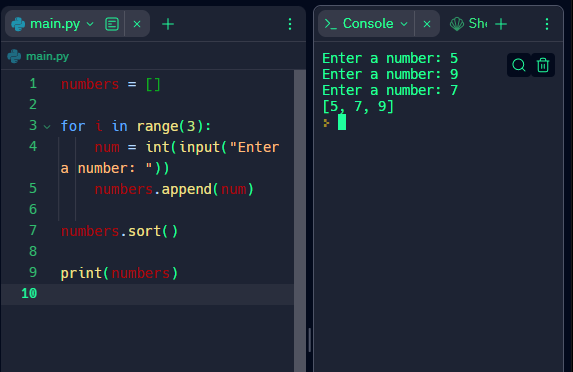 main.py
main.py
1 numbers = []
2
3 for i in range(3):
4     num = int(input("Enter
a number: "))
5     numbers.append(num)
6
7 numbers.sort()
8
9 print(numbers)
10
>_ Console
Enter a number: 5
Enter a number: 9
Enter a number: 7
[5, 7, 9]